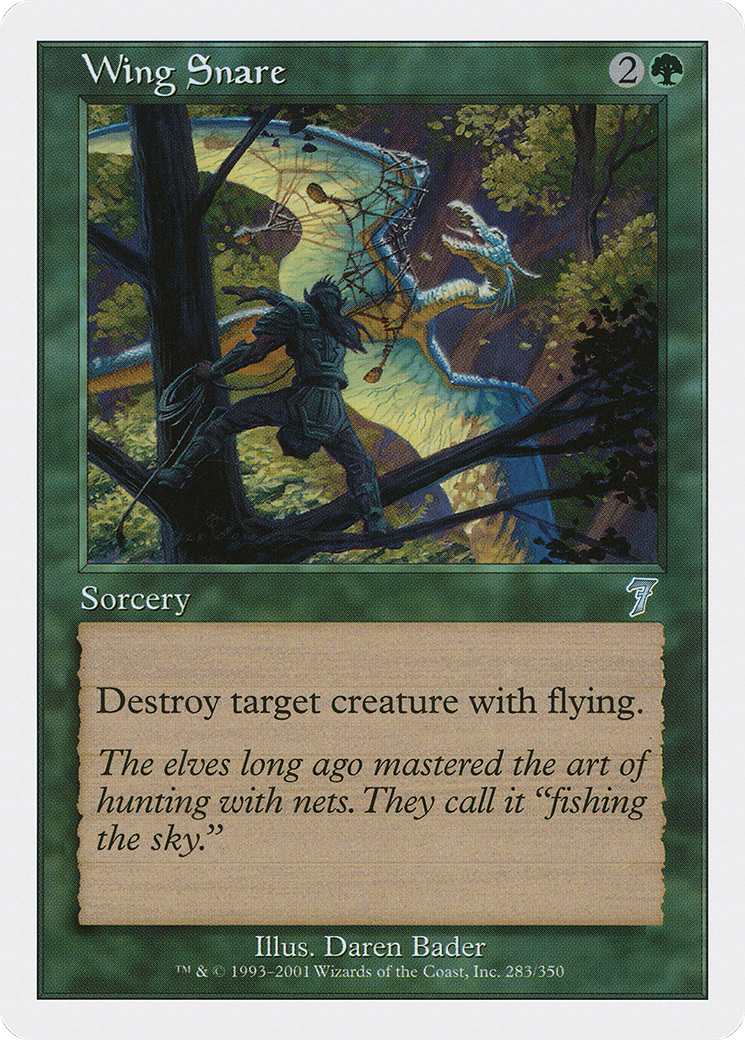 Wing Snare
2
Sorcery
7
Destroy target creature with flying.
The elves long ago mastered the art of
hunting with nets. They call it “fishing
the sky.”
Illus. Daren Bader
™ & © 1993–2001 Wizards of the Coast, Inc. 283/350